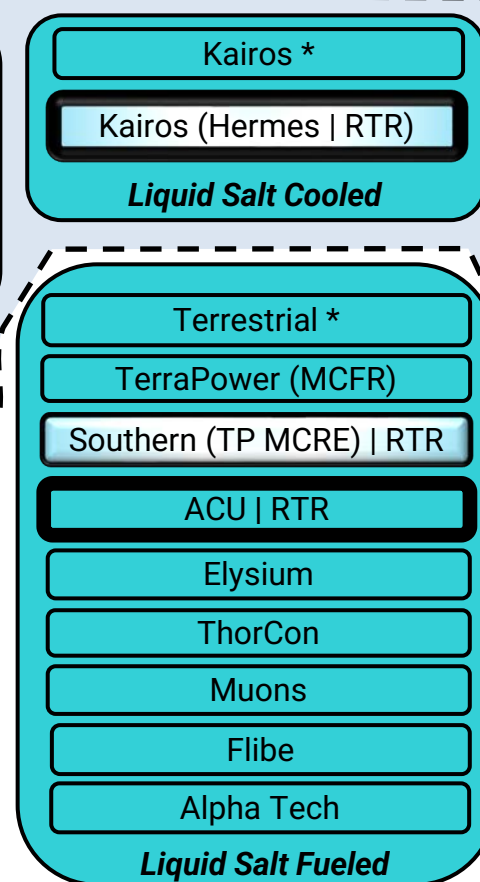 Kairos *
Kairos (Hermes | RTR)
Liquid Salt Cooled
Terrestrial *
TerraPower (MCFR)
Southern (TP MCRE) | RTR
ACU | RTR
Elysium
ThorCon
Muons
Flibe
Alpha Tech
Liquid Salt Fueled